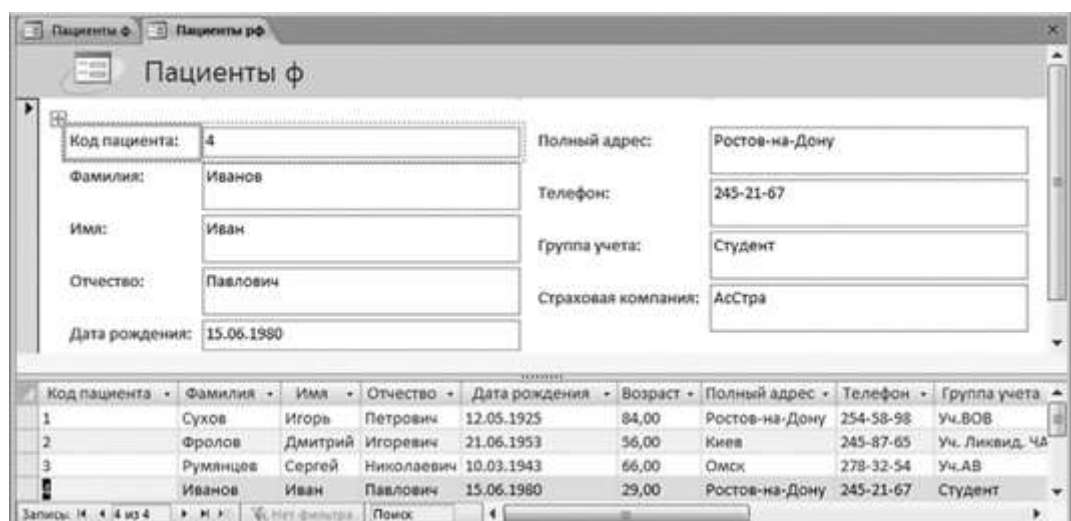 Пациенты ф Пациенты рф
Пациенты ф
Код пациента: 4 Полный адрес: Ростов-на-Дону
Фамилия: Иванов
Телефон: 245-21-67
Имя: Иван
Группа учета: Студент
Отчество: Павлович
Страховая компания: АсСтра
Дата рождения: 15.06.1980
Код пациента Фамилия Имя Отчество Дата рождения Возраст Полный адрес Телефон Группа учета
1 Сухов Игорь Петрович 12.05.1925 84,00 Ростов-на-Дону 254-58-98 Уч.ВОВ
2 Фролов Дмитрий Игоревич 21.06.1953 56,00 Киев 245-87-65 Уч. Ликвид. ЧА
3 Румянцев Сергей Николаевич 10.03.1943 66,00 Омск 278-32-54 Уч.АВ
4 Иванов Иван Павлович 15.06.1980 29,00 Ростов-на-Дону 245-21-67 Студент
Запись: 4 из 4 Нет фильтра Поиск